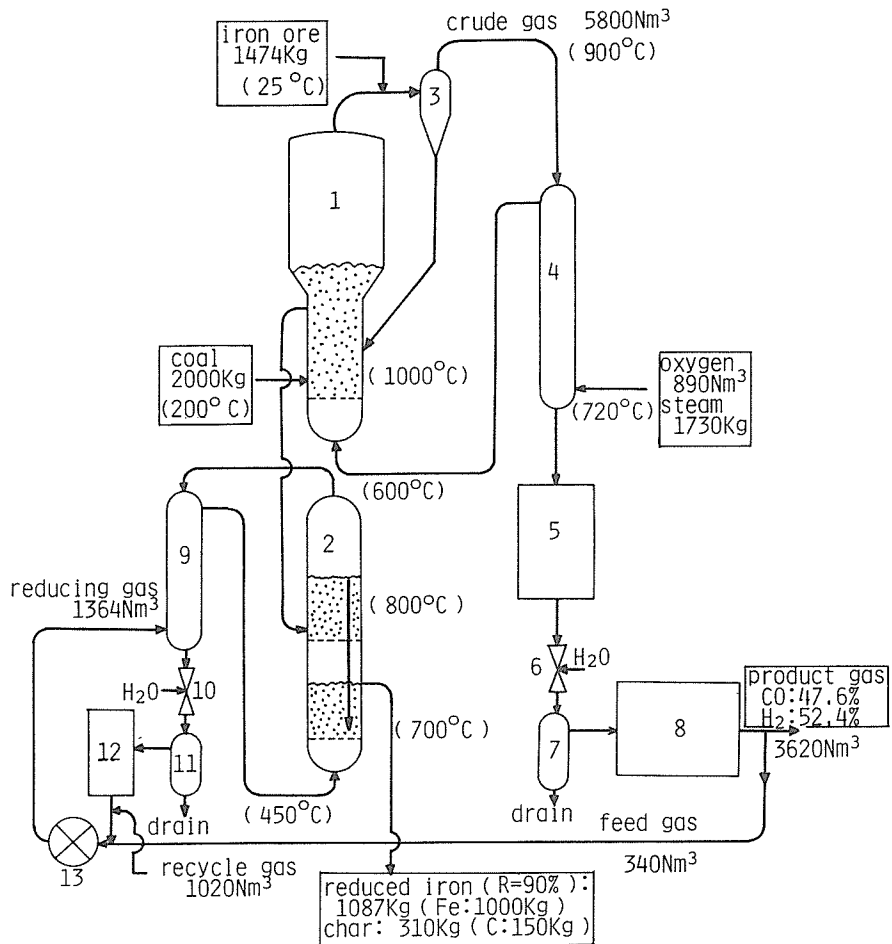 crude gas 5800Nm³
(900°C)
iron ore
1474Kg
(25°C)
3
1
4
coal
2000Kg
(200°C)
(1000°C)
oxygen
890Nm³
steam
1730Kg
(720°C)
(600°C)
5
9
2
reducing gas
1364Nm³
(800°C)
6
H₂O
H₂O
10
product gas
CO:47.6%
H₂:52.4%
3620Nm³
8
(700°C)
7
12
11
drain
drain
(450°C)
feed gas
340Nm³
13
recycle gas
1020Nm³
reduced iron (R=90%):
1087Kg (Fe:1000Kg)
char: 310Kg (C:150Kg)